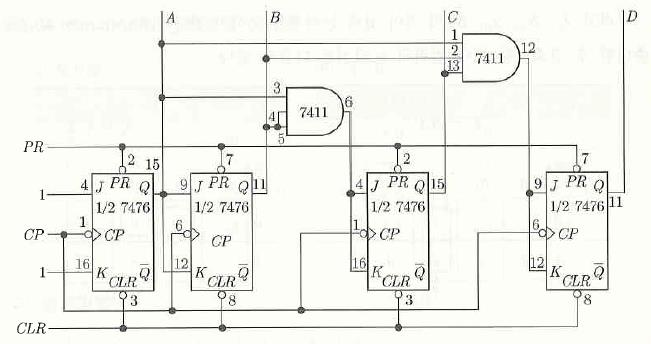 A B C D
1
2 12
13
7411
3
4
5
6
7411
PR
2 15 7 2 7
4 J PR Q 9 J PR Q 11 4 J PR Q 15 9 J PR Q 11
1 1/2 7476 1/2 7476 1/2 7476 1/2 7476
CP 1 CP 6 CP 1 CP 6 CP
1 16 K CLR Q̅ 12 K CLR Q̅ 16 K CLR Q̅ 12 K CLR Q̅
3 8 3 8
CLR